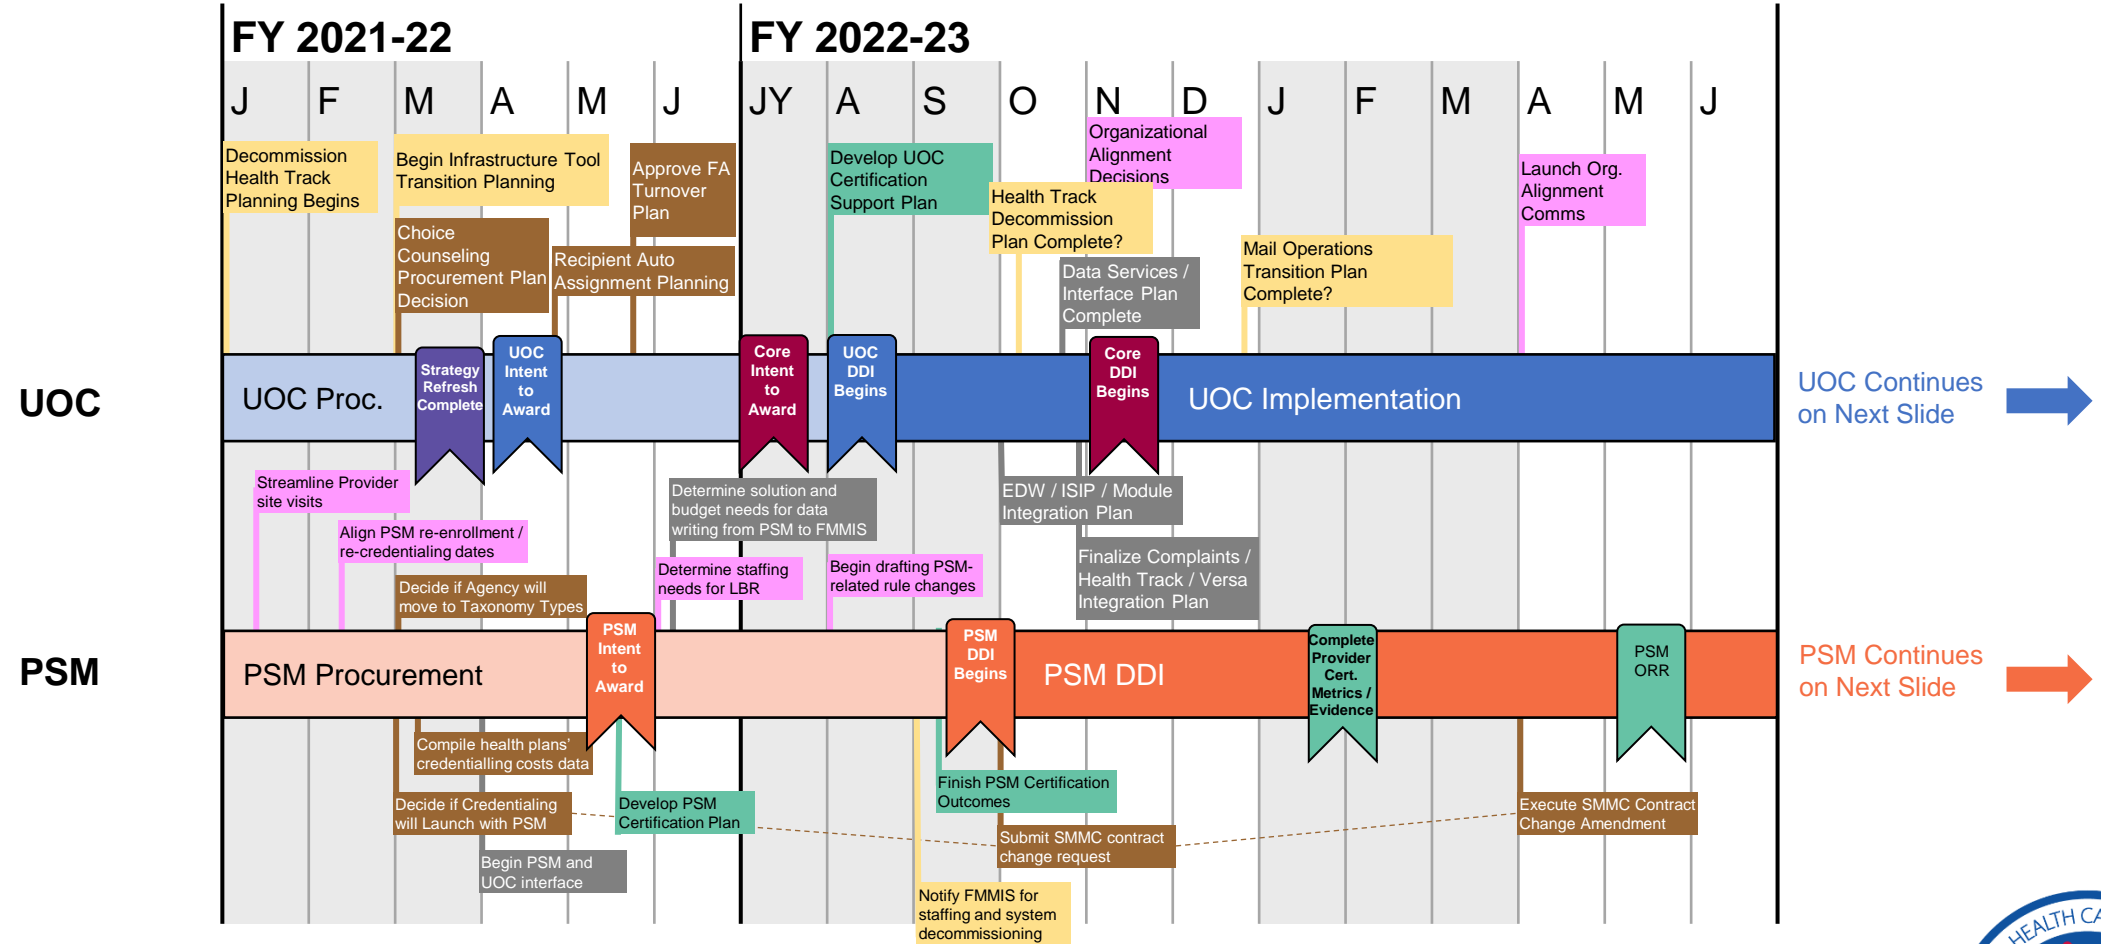 FY 2021-22
FY 2022-23
J F M A M J JY A S O N D J F M A M J
Decommission
Health Track
Planning Begins
Begin Infrastructure Tool
Transition Planning
Choice
Counseling
Procurement Plan
Decision
Approve FA
Turnover
Plan
Recipient Auto
Assignment Planning
Develop UOC
Certification
Support Plan
Organizational
Alignment
Decisions
Health Track
Decommission
Plan Complete?
Data Services /
Interface Plan
Complete
Mail Operations
Transition Plan
Complete?
Launch Org.
Alignment
Comms
UOC
UOC Proc.
Strategy
Refresh
Complete
UOC
Intent
to
Award
Core
Intent
to
Award
UOC
DDI
Begins
Core
DDI
Begins
UOC Implementation
UOC Continues
on Next Slide
Streamline Provider
site visits
Align PSM re-enrollment /
re-credentialing dates
Decide if Agency will
move to Taxonomy Types
Determine solution and
budget needs for data
writing from PSM to FMMIS
Determine staffing
needs for LBR
Begin drafting PSM-
related rule changes
EDW / ISIP / Module
Integration Plan
Finalize Complaints /
Health Track / Versa
Integration Plan
PSM
PSM Procurement
PSM
Intent
to
Award
PSM
DDI
Begins
PSM DDI
Complete
Provider
Cert.
Metrics /
Evidence
PSM
ORR
PSM Continues
on Next Slide
Compile health plans'
credentialling costs data
Decide if Credentialing
will Launch with PSM
Begin PSM and
UOC interface
Develop PSM
Certification Plan
Finish PSM Certification
Outcomes
Submit SMMC contract
change request
Notify FMMIS for
staffing and system
decommissioning
Execute SMMC Contract
Change Amendment
HEALTH